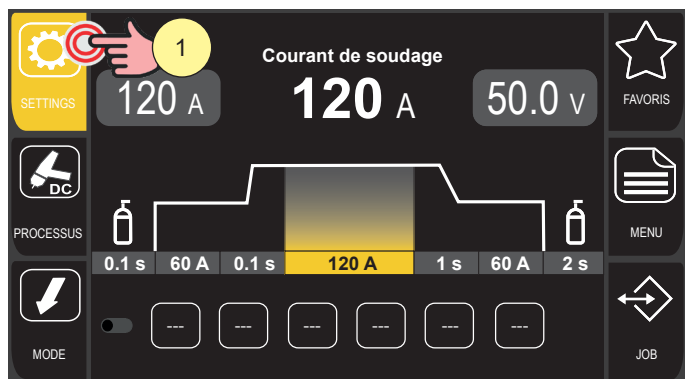 SETTINGS
1
Courant de soudage
120 A
120 A
50.0 V
FAVORIS
DC
PROCESSUS
MENU
0.1 s 60 A 0.1 s 120 A 1 s 60 A 2 s
--- --- --- --- --- ---
MODE
JOB